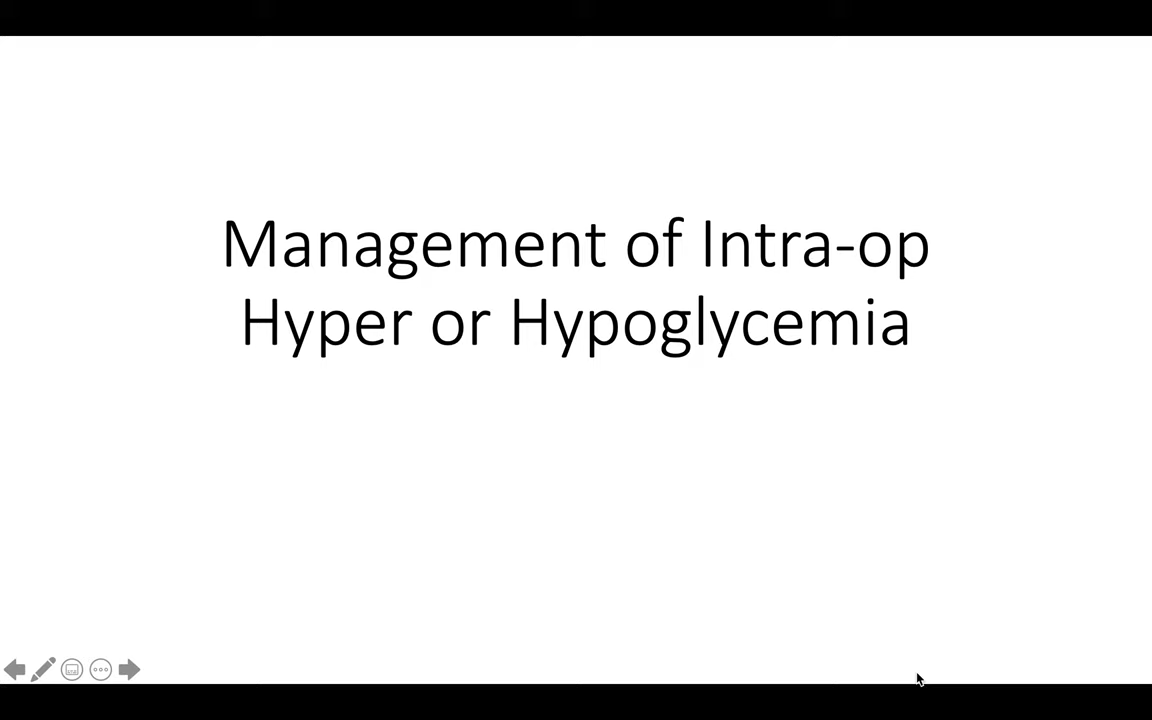 Management of Intra-op
Hyper or Hypoglycemia